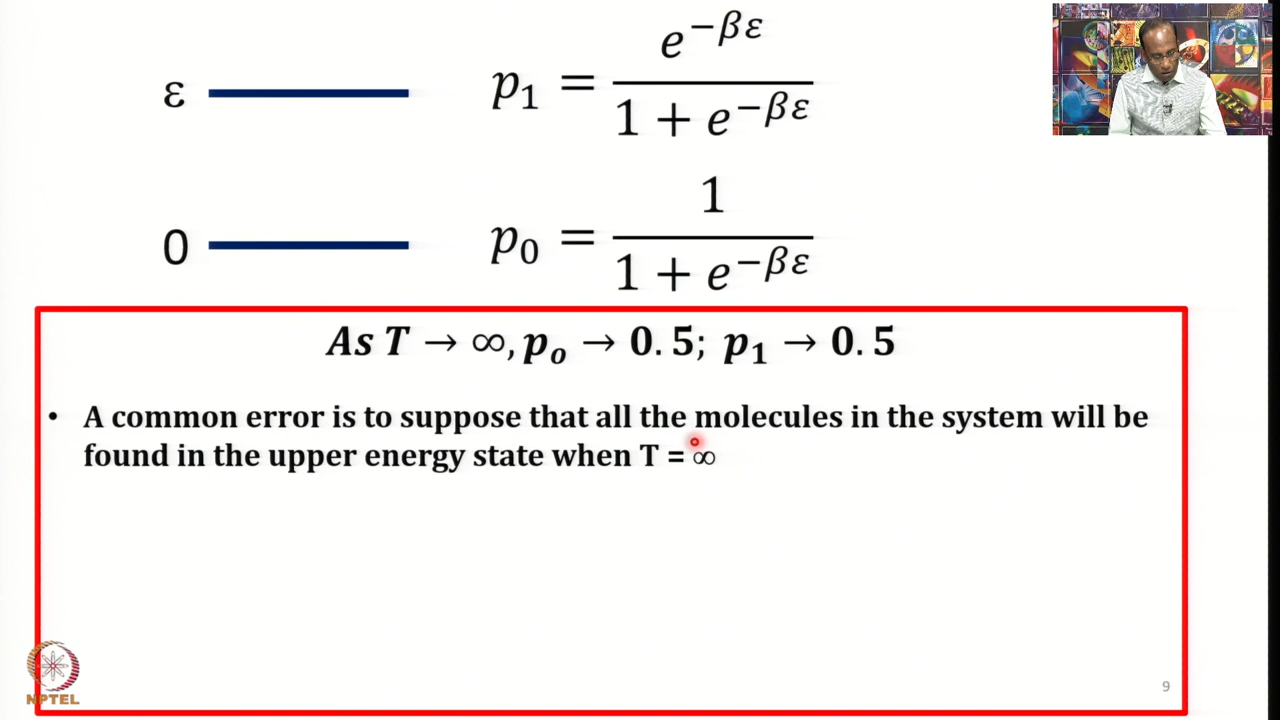 ε
p₁ = e^{−βε} / (1 + e^{−βε})
0
p₀ = 1 / (1 + e^{−βε})
As T → ∞, pₒ → 0.5; p₁ → 0.5
• A common error is to suppose that all the molecules in the system will be
found in the upper energy state when T = ∞
NPTEL
9